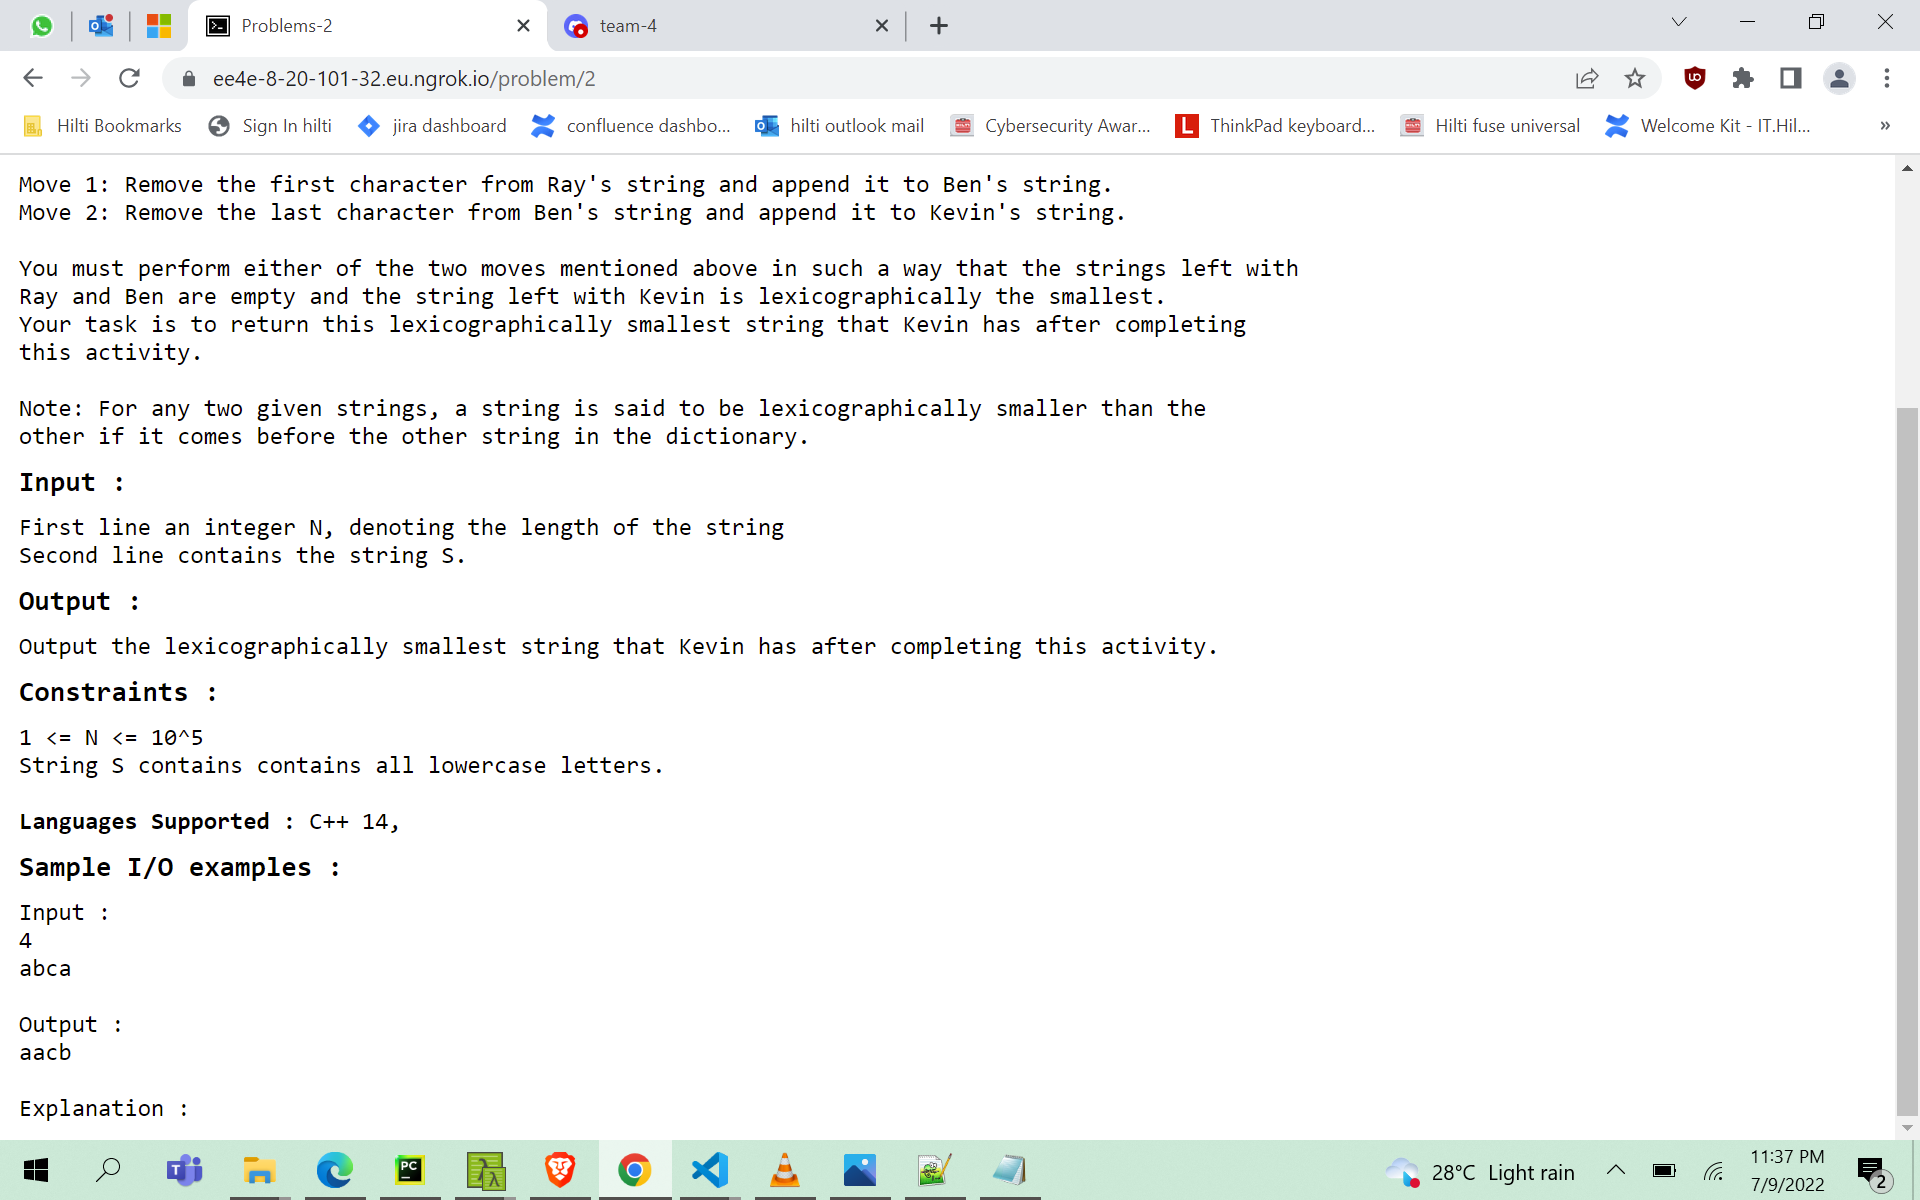 Problems-2
team-4
ee4e-8-20-101-32.eu.ngrok.io/problem/2
Hilti Bookmarks
Sign In hilti
jira dashboard
confluence dashbo...
hilti outlook mail
Cybersecurity Awar...
L ThinkPad keyboard...
Hilti fuse universal
Welcome Kit - IT.Hil...
»
Move 1: Remove the first character from Ray's string and append it to Ben's string.
Move 2: Remove the last character from Ben's string and append it to Kevin's string.
You must perform either of the two moves mentioned above in such a way that the strings left with
Ray and Ben are empty and the string left with Kevin is lexicographically the smallest.
Your task is to return this lexicographically smallest string that Kevin has after completing
this activity.
Note: For any two given strings, a string is said to be lexicographically smaller than the
other if it comes before the other string in the dictionary.
Input :
First line an integer N, denoting the length of the string
Second line contains the string S.
Output :
Output the lexicographically smallest string that Kevin has after completing this activity.
Constraints :
1 <= N <= 10^5
String S contains contains all lowercase letters.
Languages Supported : C++ 14,
Sample I/O examples :
Input :
4
abca
Output :
aacb
Explanation :
28°C Light rain
11:37 PM
7/9/2022
2